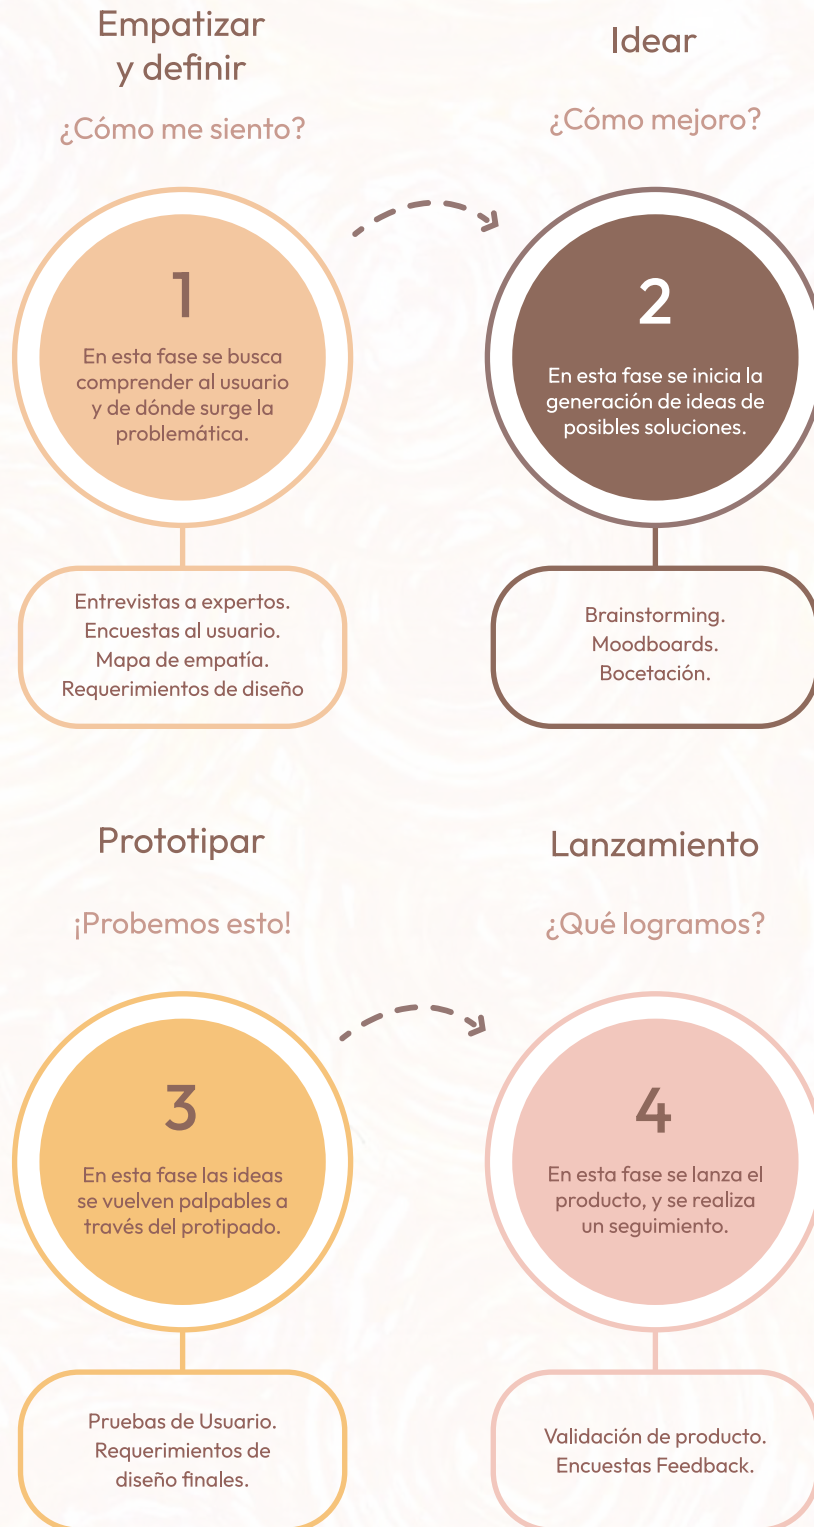 Empatizar
y definir
¿Cómo me siento?
1
En esta fase se busca
comprender al usuario
y de dónde surge la
problemática.
Entrevistas a expertos.
Encuestas al usuario.
Mapa de empatía.
Requerimientos de diseño
Idear
¿Cómo mejoro?
2
En esta fase se inicia la
generación de ideas de
posibles soluciones.
Brainstorming.
Moodboards.
Bocetación.
Prototipar
¡Probemos esto!
3
En esta fase las ideas
se vuelven palpables a
través del protipado.
Pruebas de Usuario.
Requerimientos de
diseño finales.
Lanzamiento
¿Qué logramos?
4
En esta fase se lanza el
producto, y se realiza
un seguimiento.
Validación de producto.
Encuestas Feedback.